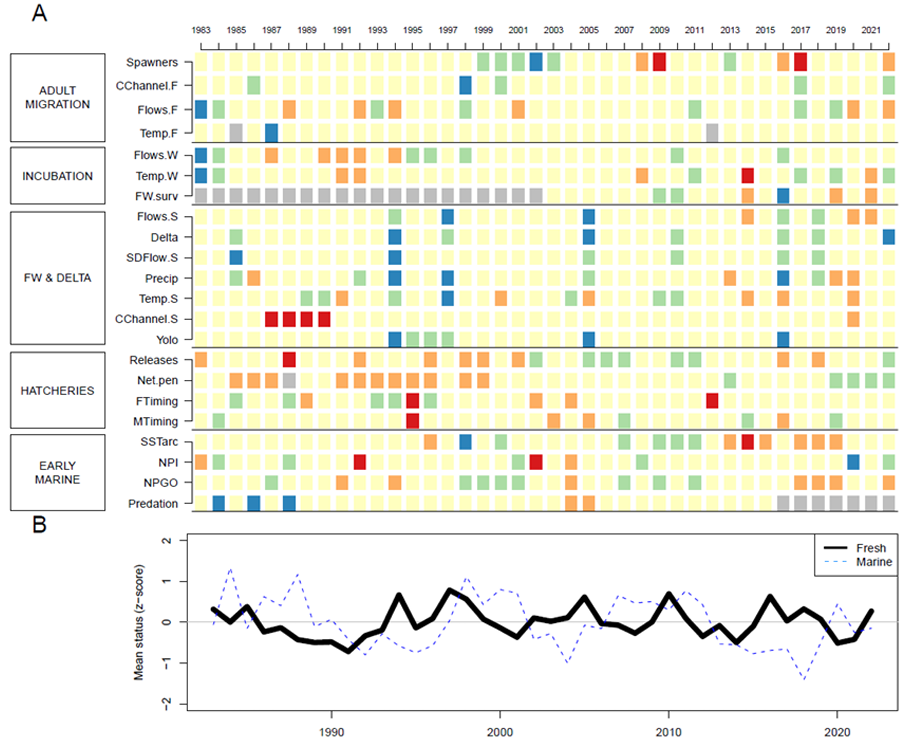 A
1983 1985 1987 1989 1991 1993 1995 1997 1999 2001 2003 2005 2007 2009 2011 2013 2015 2017 2019 2021
ADULT
MIGRATION
Spawners
CChannel.F
Flows.F
Temp.F
INCUBATION
Flows.W
Temp.W
FW.surv
FW & DELTA
Flows.S
Delta
SDFlow.S
Precip
Temp.S
CChannel.S
Yolo
HATCHERIES
Releases
Net.pen
FTiming
MTiming
EARLY
MARINE
SSTarc
NPI
NPGO
Predation
B
Mean status (z−score)
2
1
0
−1
−2
Fresh
Marine
1990 2000 2010 2020